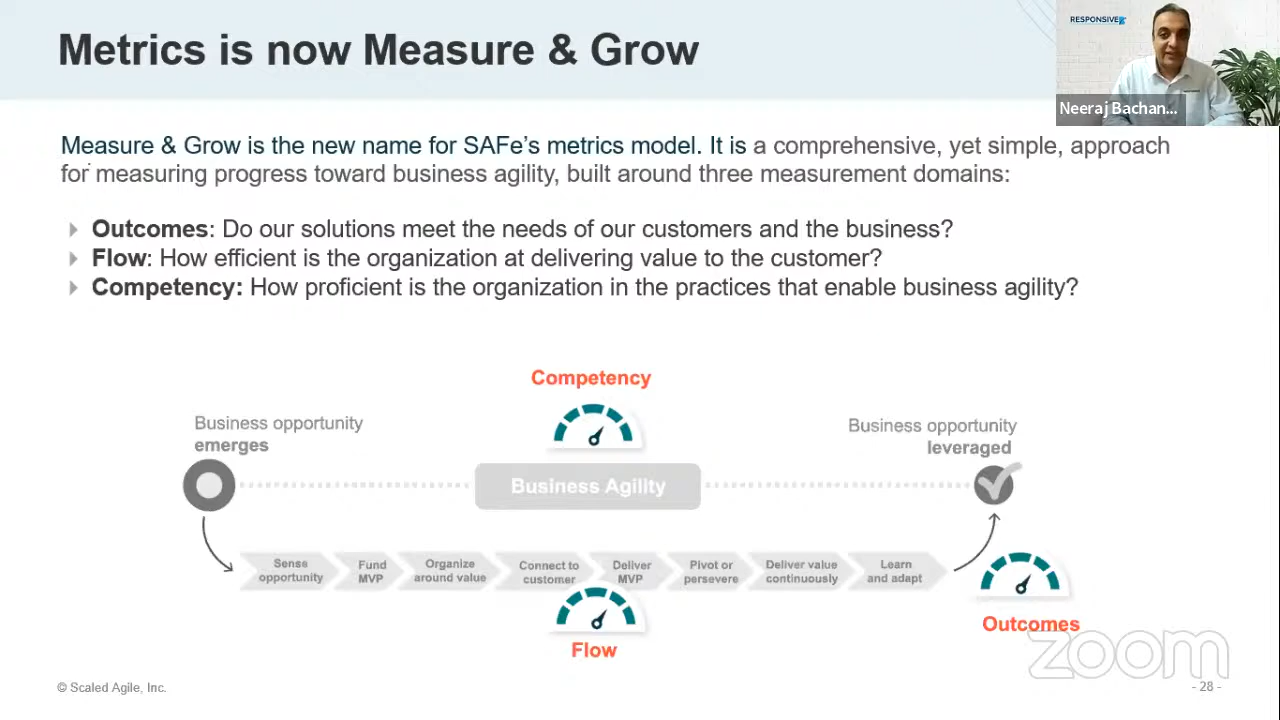 Metrics is now Measure & Grow
RESPONSIVE
Neeraj Bachan...
Measure & Grow is the new name for SAFe's metrics model. It is a comprehensive, yet simple, approach
for measuring progress toward business agility, built around three measurement domains:
Outcomes: Do our solutions meet the needs of our customers and the business?
Flow: How efficient is the organization at delivering value to the customer?
Competency: How proficient is the organization in the practices that enable business agility?
Competency
Business opportunity
emerges
Business opportunity
leveraged
Business Agility
Sense
opportunity
Fund
MVP
Organize
around value
Connect to
customer
Deliver
MVP
Pivot or
persevere
Deliver value
continuously
Learn
and adapt
Flow
Outcomes
zoom
© Scaled Agile, Inc.
- 28 -